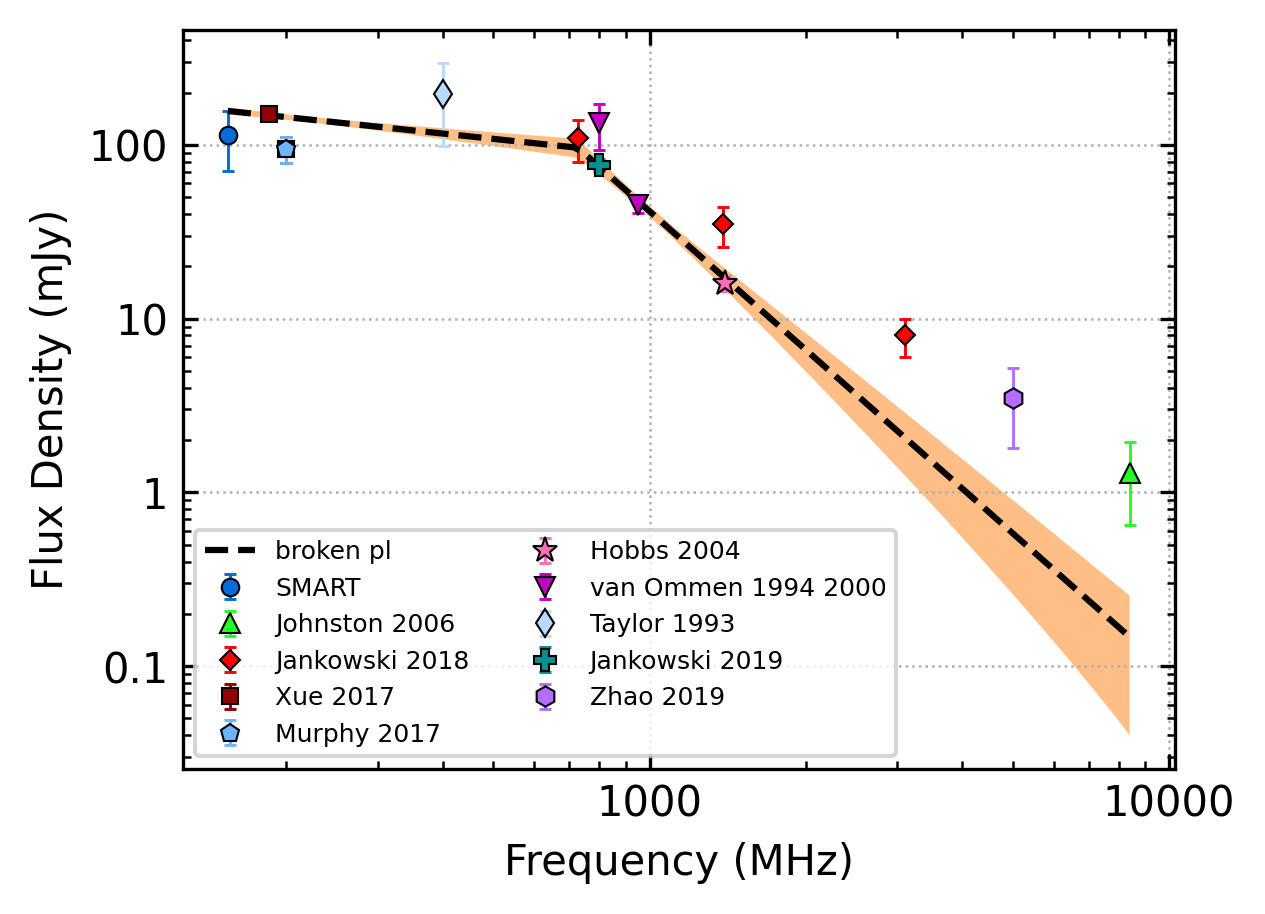 Flux Density (mJy)
100
10
1
0.1
broken pl
SMART
Johnston 2006
Jankowski 2018
Xue 2017
Murphy 2017
Hobbs 2004
van Ommen 1994 2000
Taylor 1993
Jankowski 2019
Zhao 2019
1000
10000
Frequency (MHz)